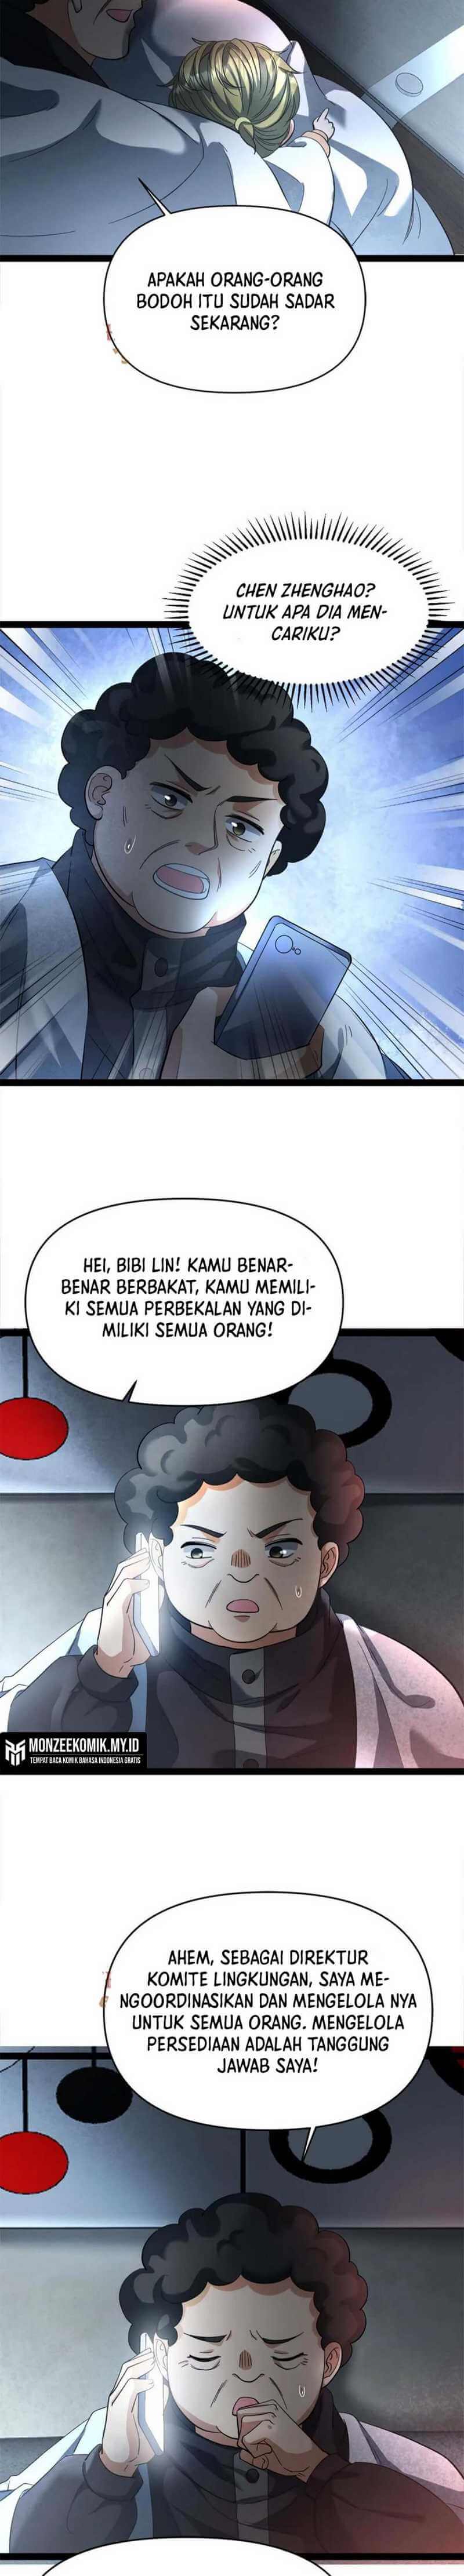 APAKAH ORANG-ORANG
BODOH ITU SUDAH SADAR
SEKARANG?
CHEN ZHENGHAO?
UNTUK APA DIA MEN-
CARIKU?
HEI, BIBI LIN! KAMU BENAR-
BENAR BERBAKAT, KAMU MEMILI-
KI SEMUA PERBEKALAN YANG DI-
MILIKI SEMUA ORANG!
MONZEEKOMIK.MY.ID
TEMPAT BACA KOMIK BAHASA INDONESIA GRATIS
AHEM, SEBAGAI DIREKTUR
KOMITE LINGKUNGAN, SAYA ME-
NGOORDINASIKAN DAN MENGELOLA NYA
UNTUK SEMUA ORANG. MENGELOLA
PERSEDIAAN ADALAH TANGGUNG
JAWAB SAYA!